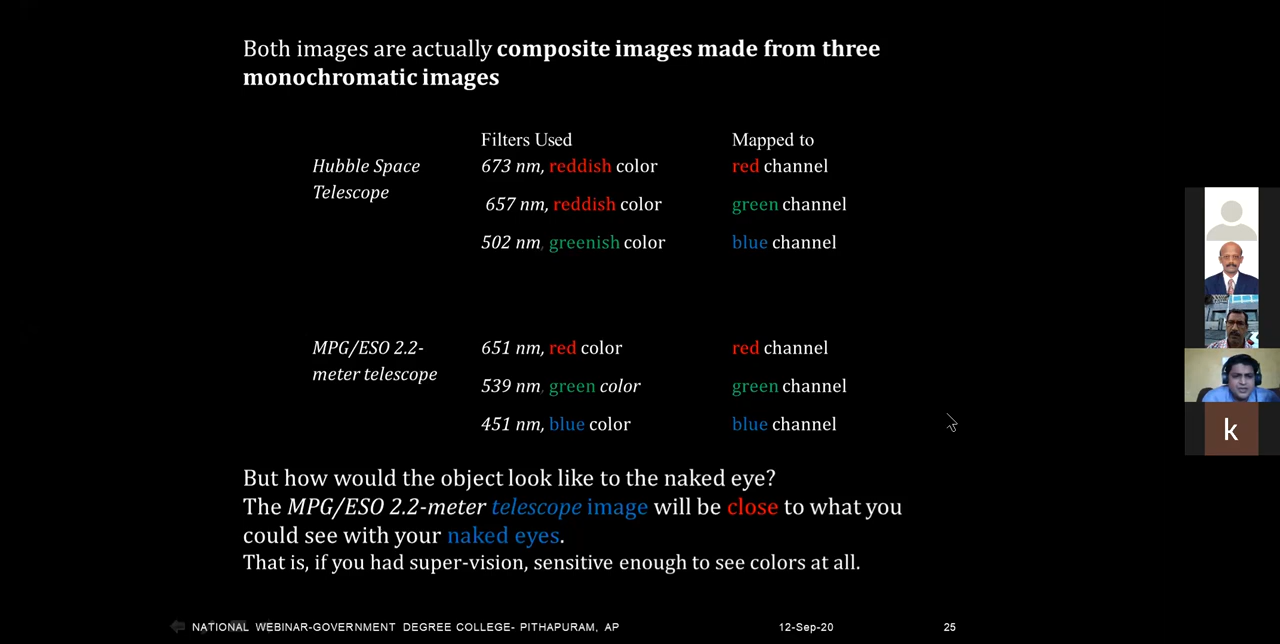 Both images are actually composite images made from three
monochromatic images
Filters Used Mapped to
Hubble Space 673 nm, reddish color red channel
Telescope
657 nm, reddish color green channel
502 nm, greenish color blue channel
MPG/ESO 2.2- 651 nm, red color red channel
meter telescope 539 nm, green color green channel
451 nm, blue color blue channel
But how would the object look like to the naked eye?
The MPG/ESO 2.2-meter telescope image will be close to what you
could see with your naked eyes.
That is, if you had super-vision, sensitive enough to see colors at all.
NATIONAL WEBINAR-GOVERNMENT DEGREE COLLEGE- PITHAPURAM, AP 12-Sep-20 25
k